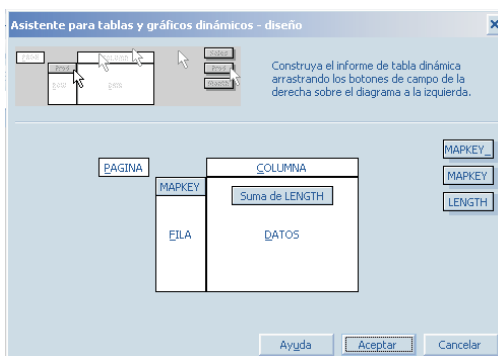 Asistente para tablas y gráficos dinámicos - diseño
Construya el informe de tabla dinámica
arrastrando los botones de campo de la
derecha sobre el diagrama a la izquierda.
PAGINA
COLUMNA
MAPKEY
Suma de LENGTH
FILA
DATOS
MAPKEY_
MAPKEY
LENGTH
Ayuda
Aceptar
Cancelar